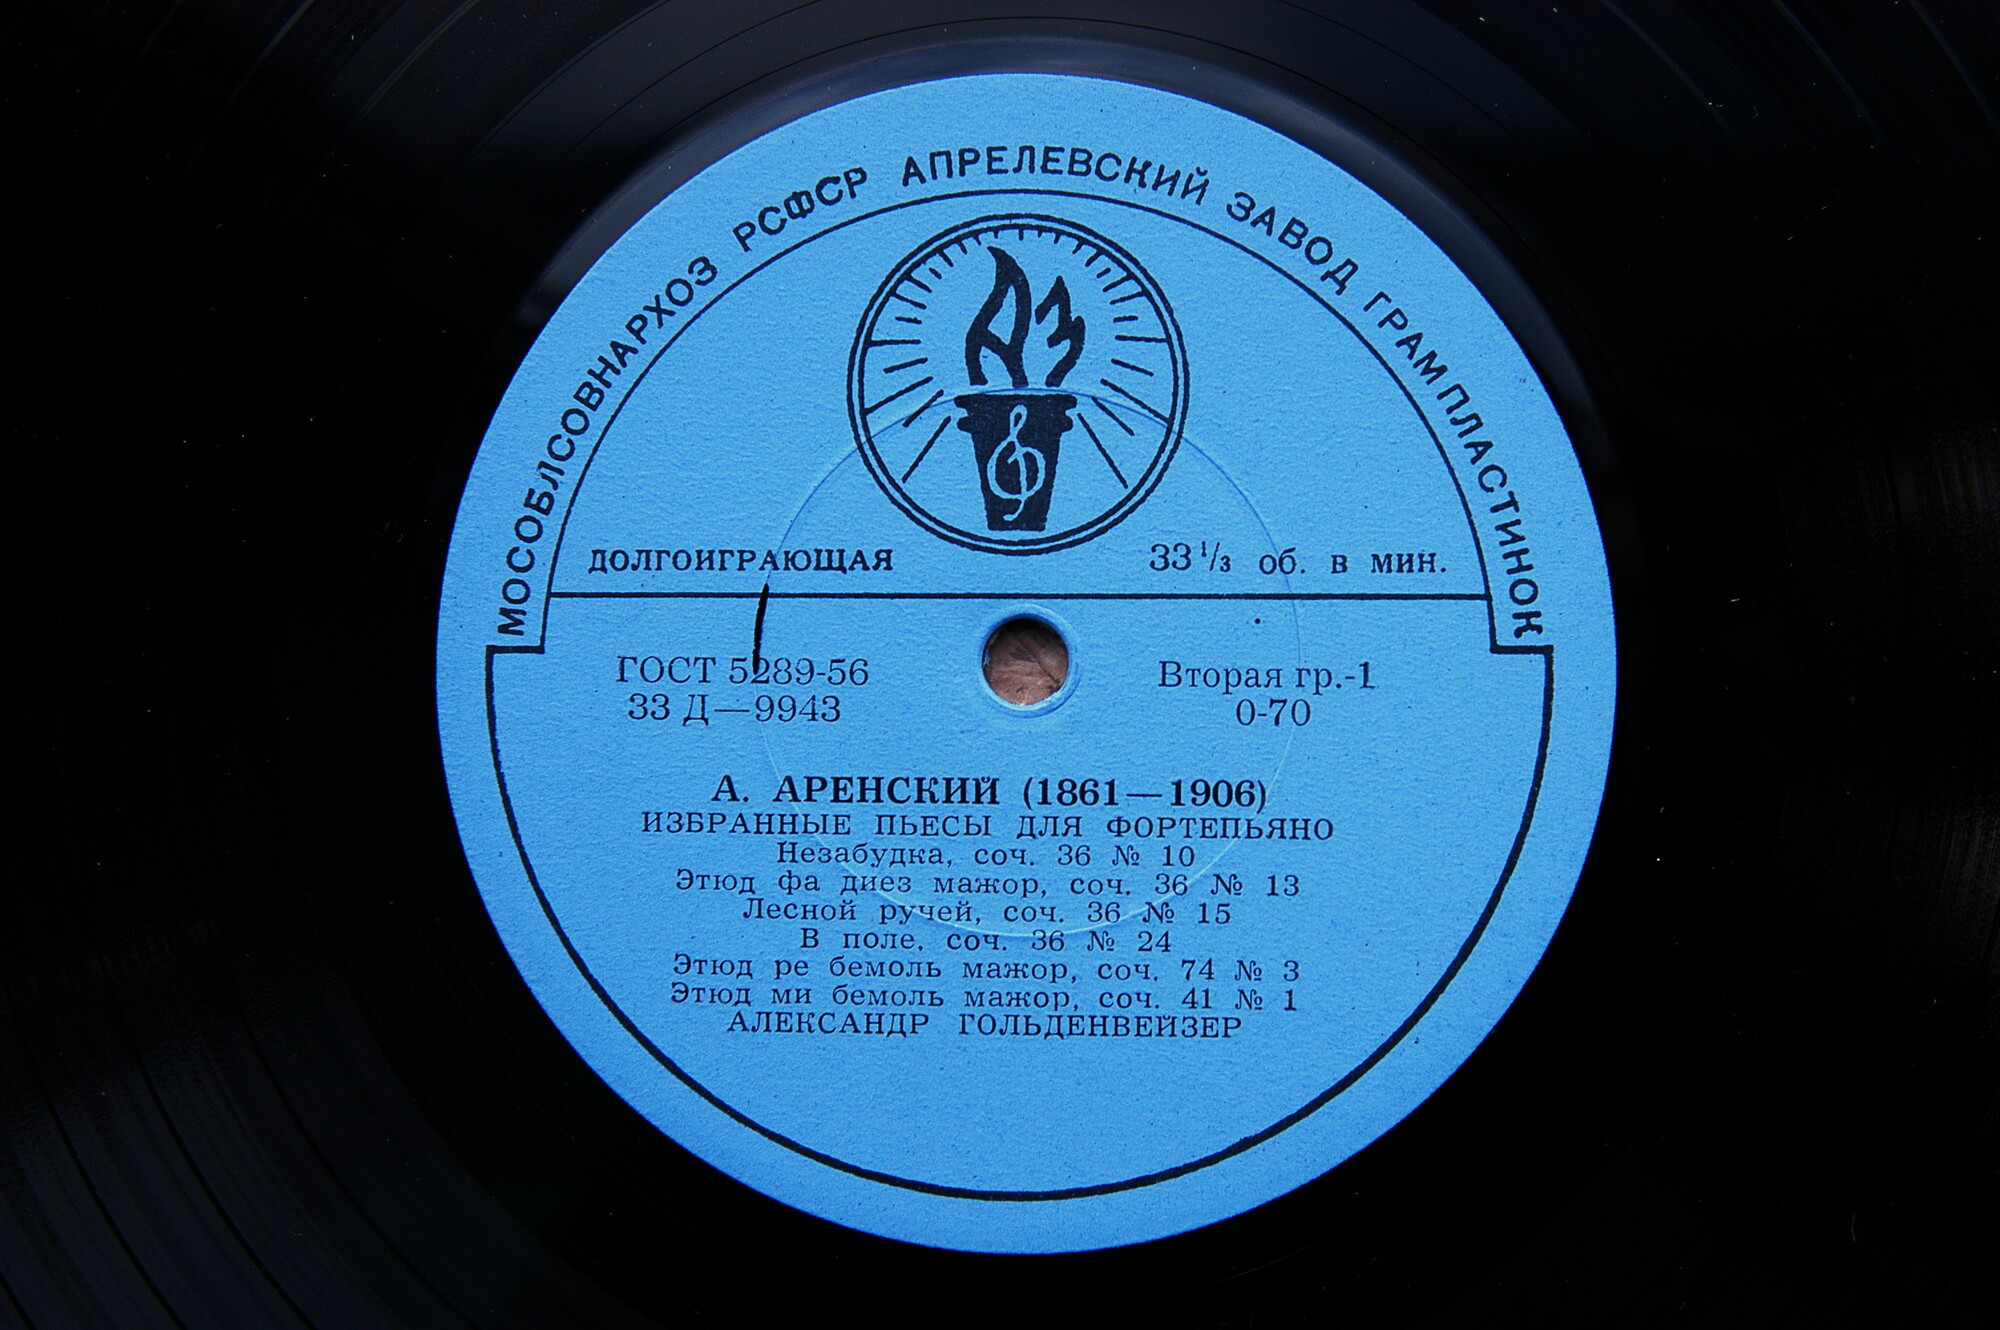 МОСОБЛСОВНАРХОЗ РСФСР АПРЕЛЕВСКИЙ ЗАВОД ГРАМПЛАСТИНОК
АЗ
ДОЛГОИГРАЮЩАЯ 33 1/3 об. в мин.
ГОСТ 5289-56 Вторая гр.-1
33 Д—9943 0-70
А. АРЕНСКИЙ (1861—1906)
ИЗБРАННЫЕ ПЬЕСЫ ДЛЯ ФОРТЕПЬЯНО
Незабудка, соч. 36 № 10
Этюд фа диез мажор, соч. 36 № 13
Лесной ручей, соч. 36 № 15
В поле, соч. 36 № 24
Этюд ре бемоль мажор, соч. 74 № 3
Этюд ми бемоль мажор, соч. 41 № 1
АЛЕКСАНДР ГОЛЬДЕНВЕЙЗЕР